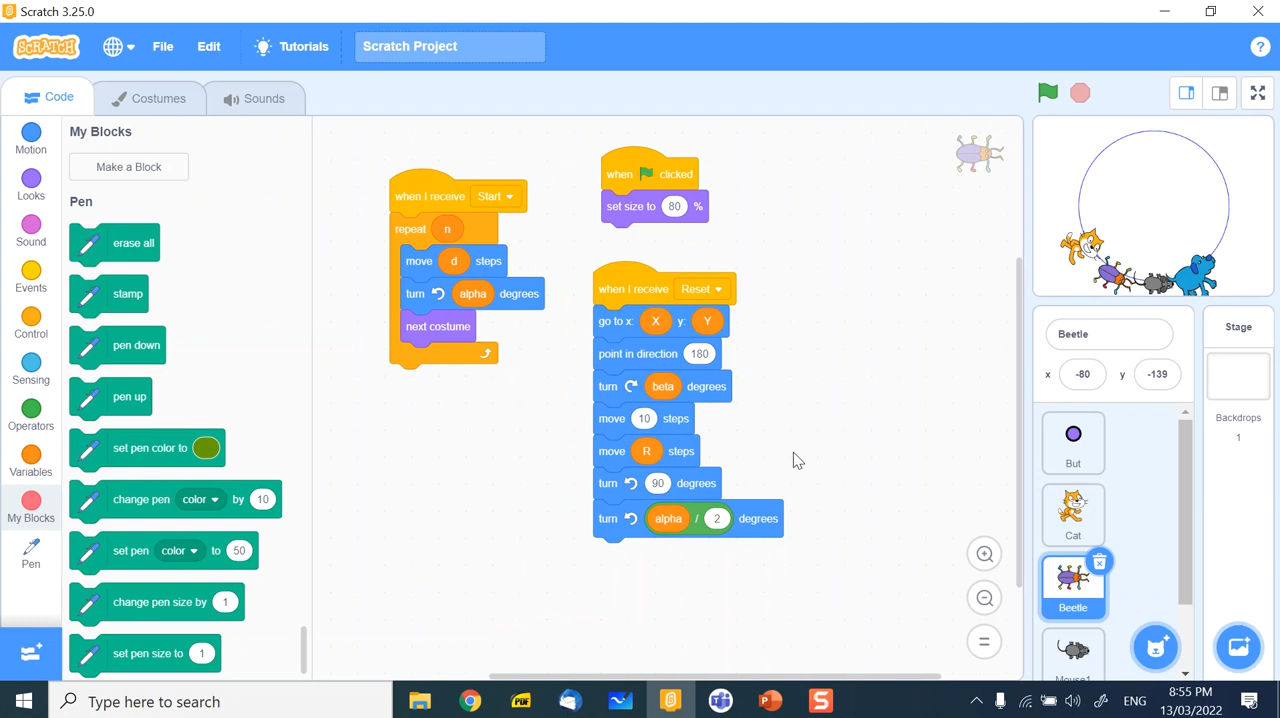 Scratch 3.25.0
SCRATCH
File
Edit
Tutorials
Scratch Project
?
Code
Costumes
Sounds
Motion
Looks
Sound
Events
Control
Sensing
Operators
Variables
My Blocks
Pen
My Blocks
Make a Block
Pen
erase all
stamp
pen down
pen up
set pen color to
change pen color by 10
set pen color to 50
change pen size by 1
set pen size to 1
when I receive Start
repeat n
move d steps
turn alpha degrees
next costume
when clicked
set size to 80 %
when I receive Reset
go to x: X y: Y
point in direction 180
turn beta degrees
move 10 steps
move R steps
turn 90 degrees
turn alpha / 2 degrees
Beetle
x -80 y -139
But
Cat
Beetle
Mouse1
Stage
Backdrops
1
Type here to search
PDF
S
ENG
8:55 PM
13/03/2022